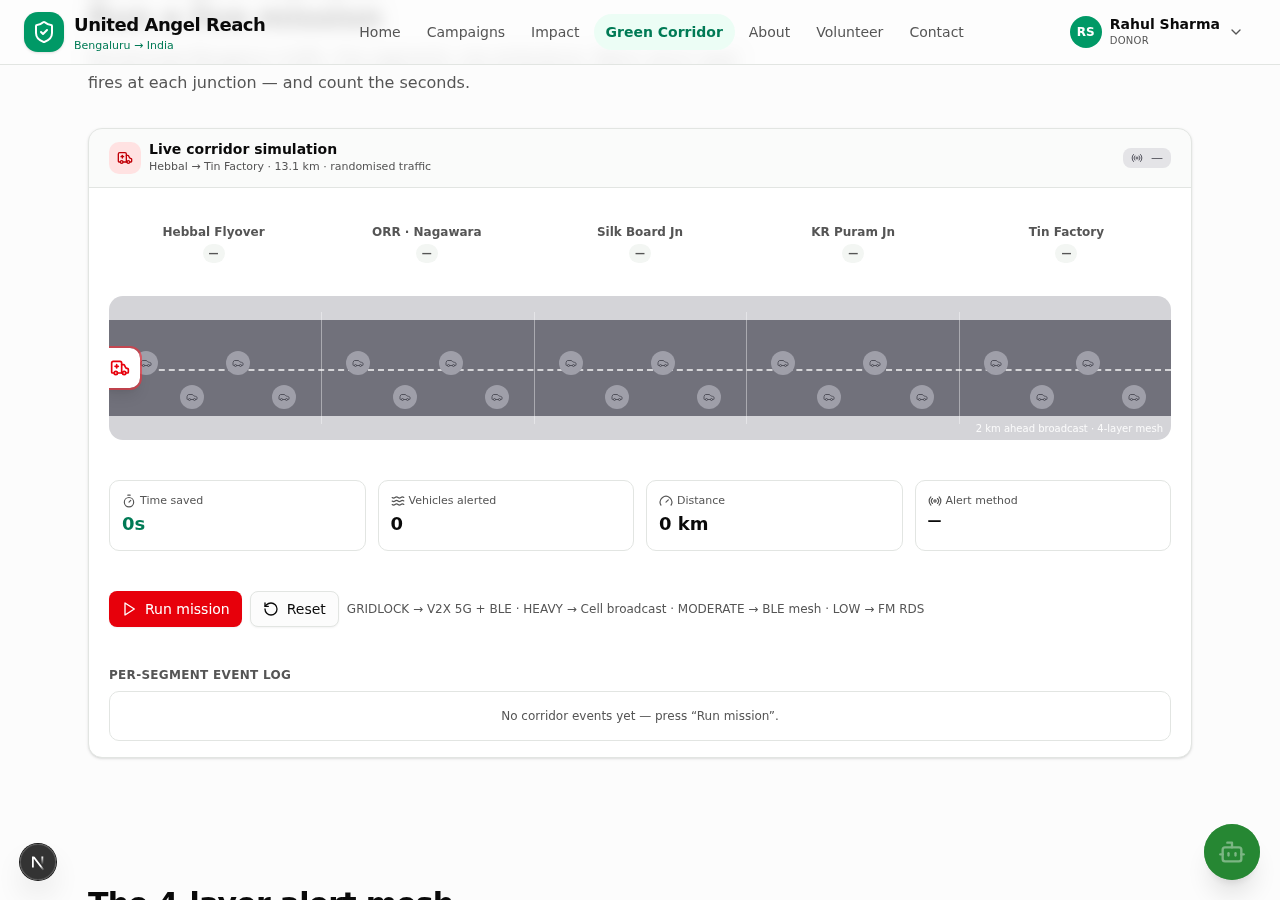 United Angel Reach
Bengaluru → India
Home
Campaigns
Impact
Green Corridor
About
Volunteer
Contact
RS
Rahul Sharma
DONOR
fires at each junction — and count the seconds.
Live corridor simulation
Hebbal → Tin Factory · 13.1 km · randomised traffic
—
Hebbal Flyover
—
ORR · Nagawara
—
Silk Board Jn
—
KR Puram Jn
—
Tin Factory
—
2 km ahead broadcast · 4-layer mesh
Time saved
0s
Vehicles alerted
0
Distance
0 km
Alert method
—
Run mission
Reset
GRIDLOCK → V2X 5G + BLE · HEAVY → Cell broadcast · MODERATE → BLE mesh · LOW → FM RDS
PER-SEGMENT EVENT LOG
No corridor events yet — press “Run mission”.
N
The 4-layer alert mesh